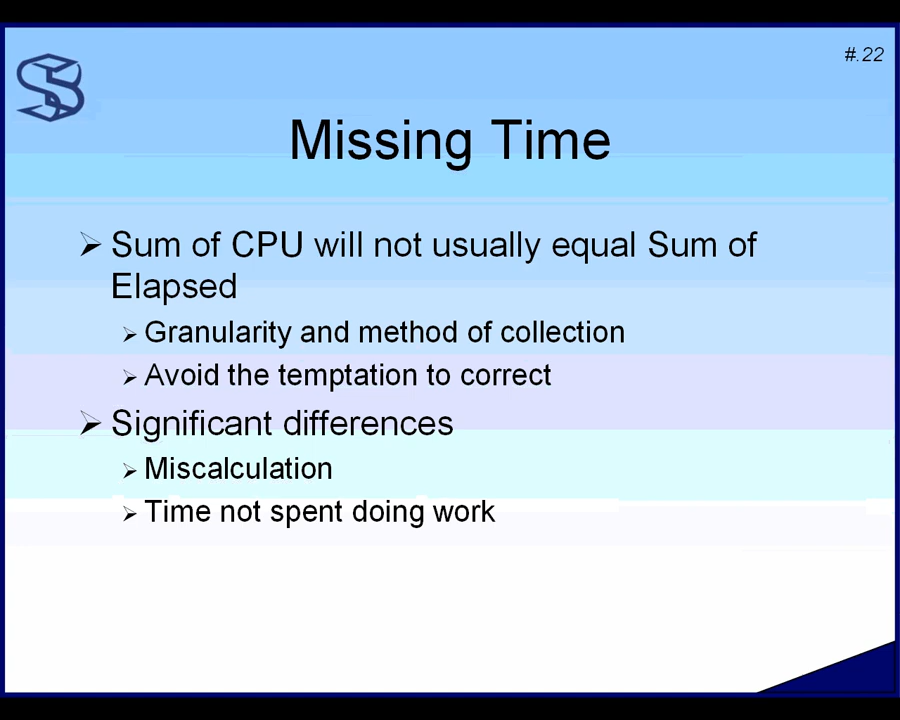 #.22
Missing Time
Sum of CPU will not usually equal Sum of
Elapsed
Granularity and method of collection
Avoid the temptation to correct
Significant differences
Miscalculation
Time not spent doing work